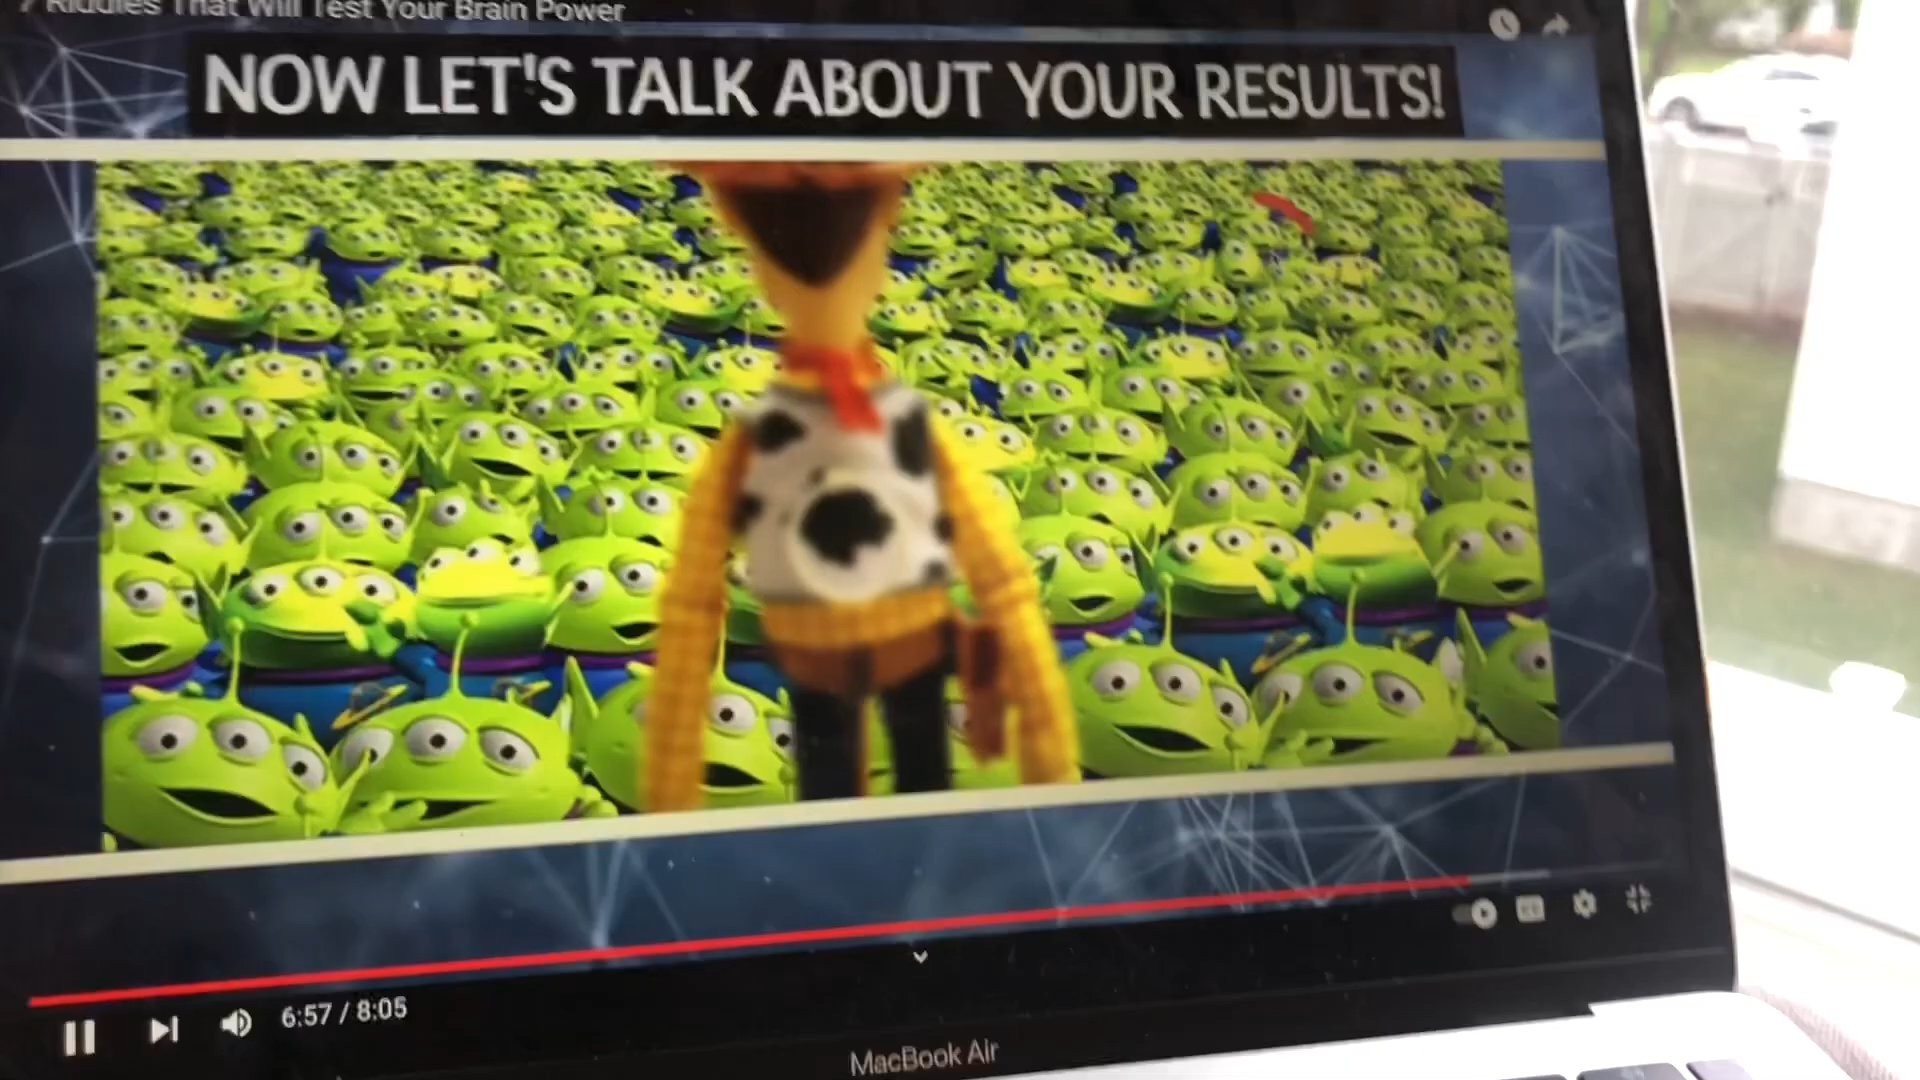 7 Riddles That Will Test Your Brain Power
NOW LET'S TALK ABOUT YOUR RESULTS!
6:57 / 8:05
MacBook Air